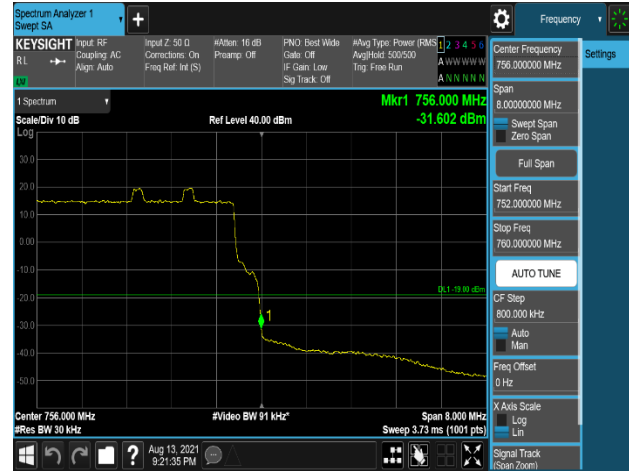 Spectrum Analyzer 1
Swept SA
Frequency
KEYSIGHT
RL
LM
Input: RF
Coupling: AC
Align: Auto
Input Z: 50 Ω
Corrections: On
Freq Ref: Int (S)
#Atten: 16 dB
Preamp: Off
PNO: Best Wide
Gate: Off
IF Gain: Low
Sig Track: Off
#Avg Type: Power (RMS
Avg|Hold: 500/500
Trig: Free Run
1 2 3 4 5 6
A W W W W W
A N N N N N
Center Frequency
756.000000 MHz
Settings
Span
8.00000000 MHz
Swept Span
Zero Span
Full Span
Start Freq
752.000000 MHz
Stop Freq
760.000000 MHz
AUTO TUNE
CF Step
800.000 kHz
Auto
Man
Freq Offset
0 Hz
X Axis Scale
Log
Lin
Signal Track
(Span Zoom)
1 Spectrum
Scale/Div 10 dB
Log
Ref Level 40.00 dBm
Mkr1 756.000 MHz
-31.602 dBm
30.0
20.0
10.0
0.00
-10.0
DL1 -19.00 dBm
-20.0
1
-30.0
-40.0
-50.0
Center 756.000 MHz
#Res BW 30 kHz
#Video BW 91 kHz*
Span 8.000 MHz
Sweep 3.73 ms (1001 pts)
?
Aug 13, 2021
9:21:35 PM